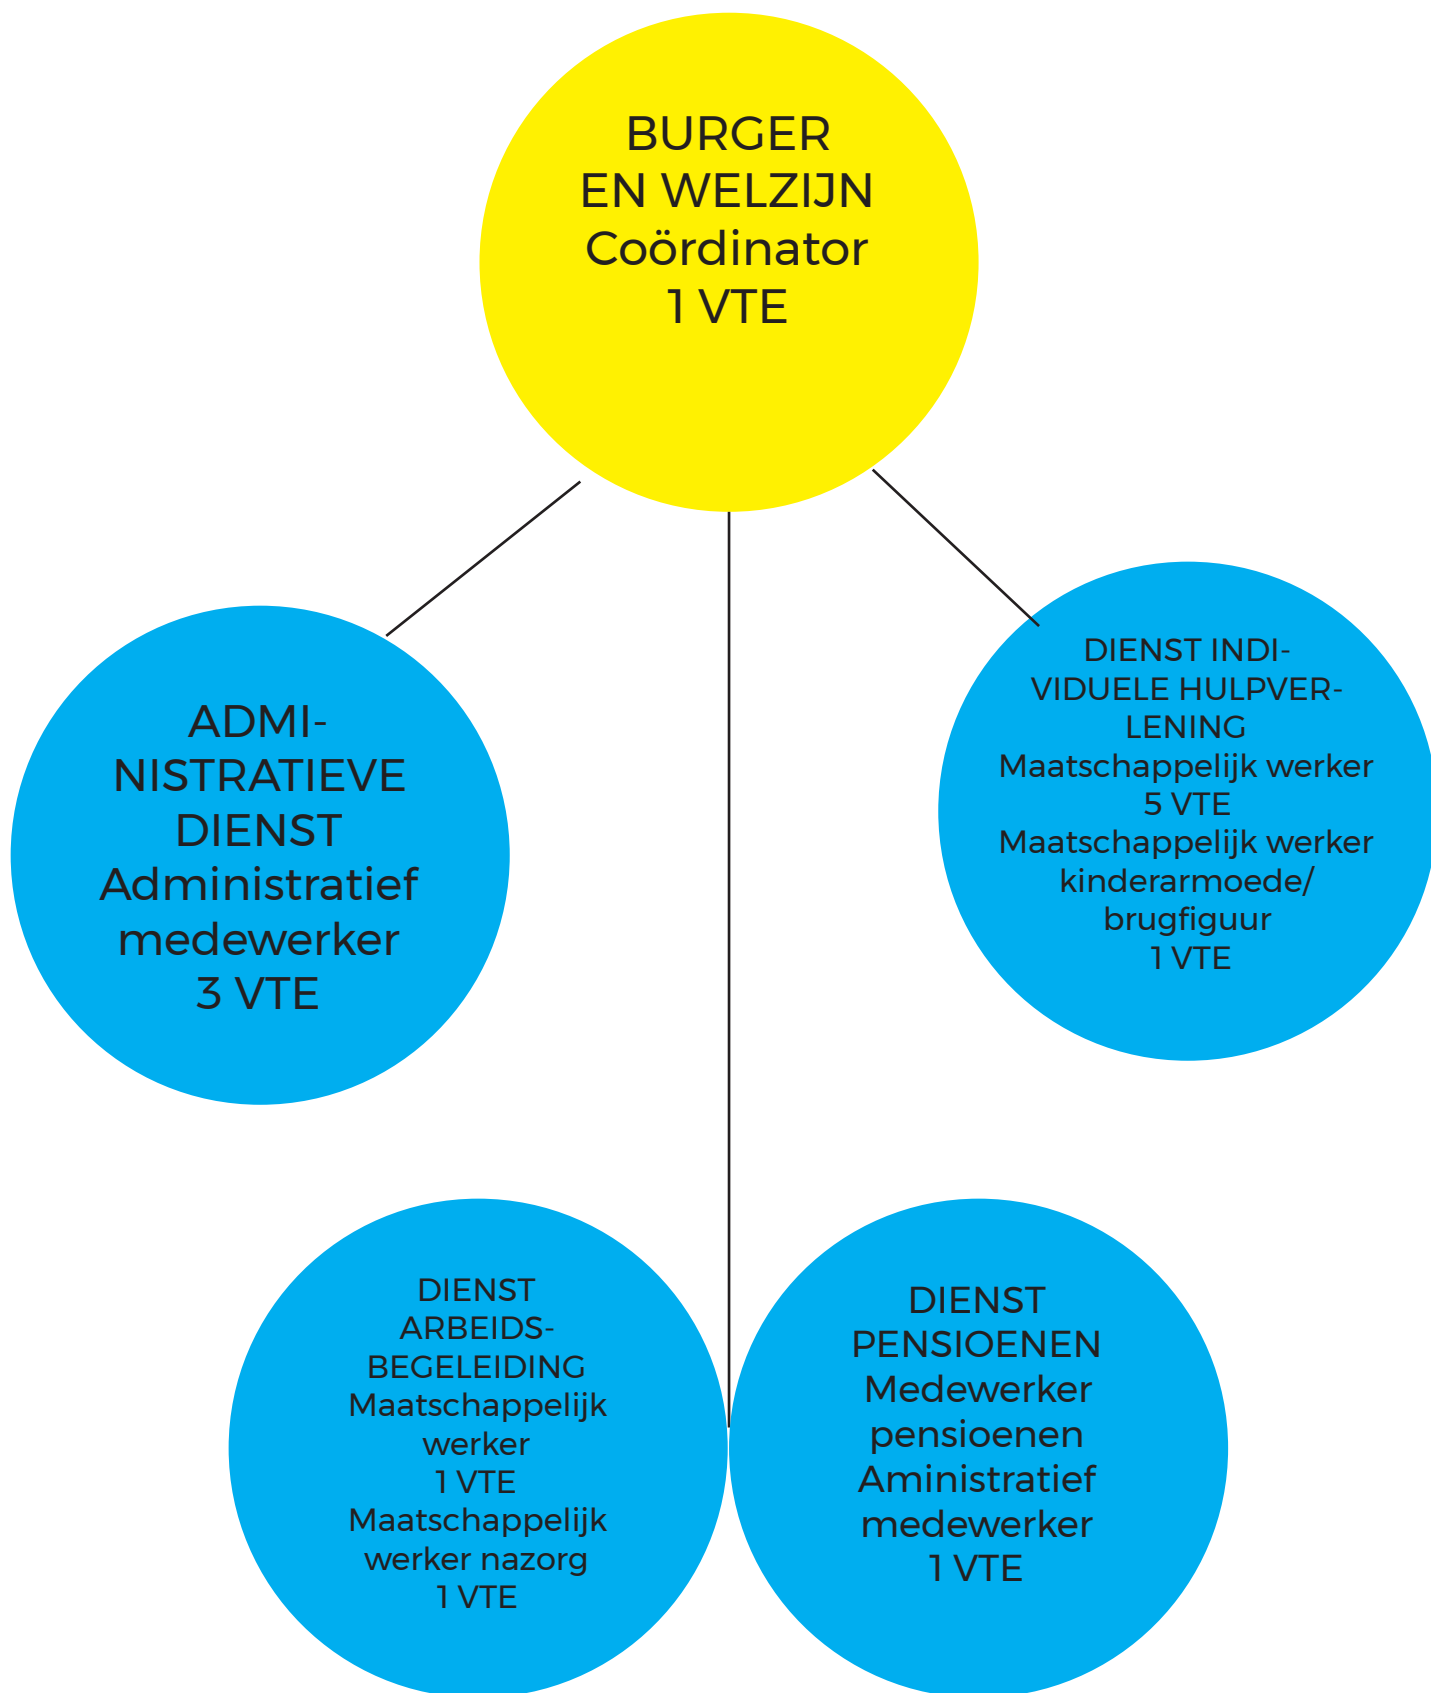 BURGER
EN WELZIJN
Coördinator
1 VTE
ADMI-
NISTRATIEVE
DIENST
Administratief
medewerker
3 VTE
DIENST INDI-
VIDUELE HULPVER-
LENING
Maatschappelijk werker
5 VTE
Maatschappelijk werker
kinderarmoede/
brugfiguur
1 VTE
DIENST
ARBEIDS-
BEGELEIDING
Maatschappelijk
werker
1 VTE
Maatschappelijk
werker nazorg
1 VTE
DIENST
PENSIOENEN
Medewerker
pensioenen
Aministratief
medewerker
1 VTE